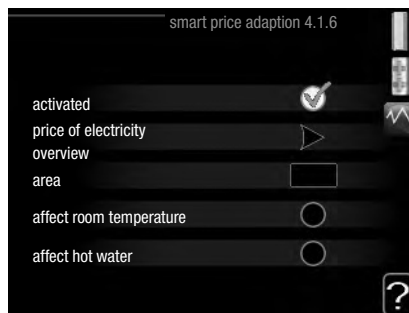 smart price adaption 4.1.6
activated
price of electricity
overview
area
affect room temperature
affect hot water
?